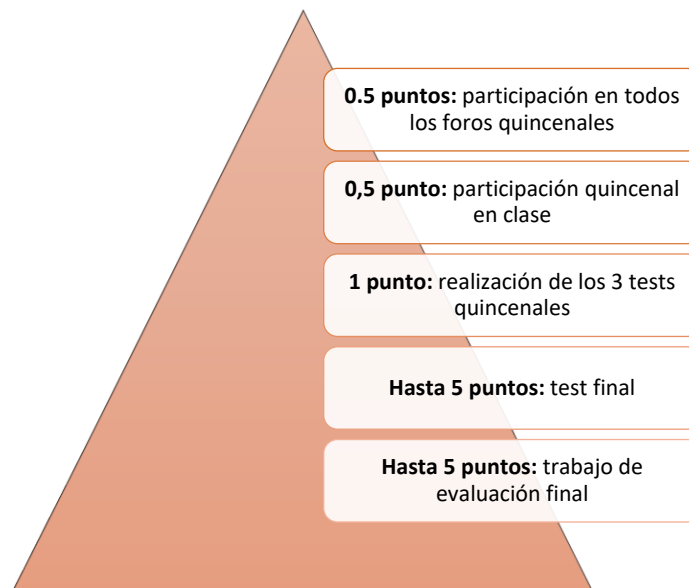 0.5 puntos: participación en todos
los foros quincenales
0,5 punto: participación quincenal
en clase
1 punto: realización de los 3 tests
quincenales
Hasta 5 puntos: test final
Hasta 5 puntos: trabajo de
evaluación final